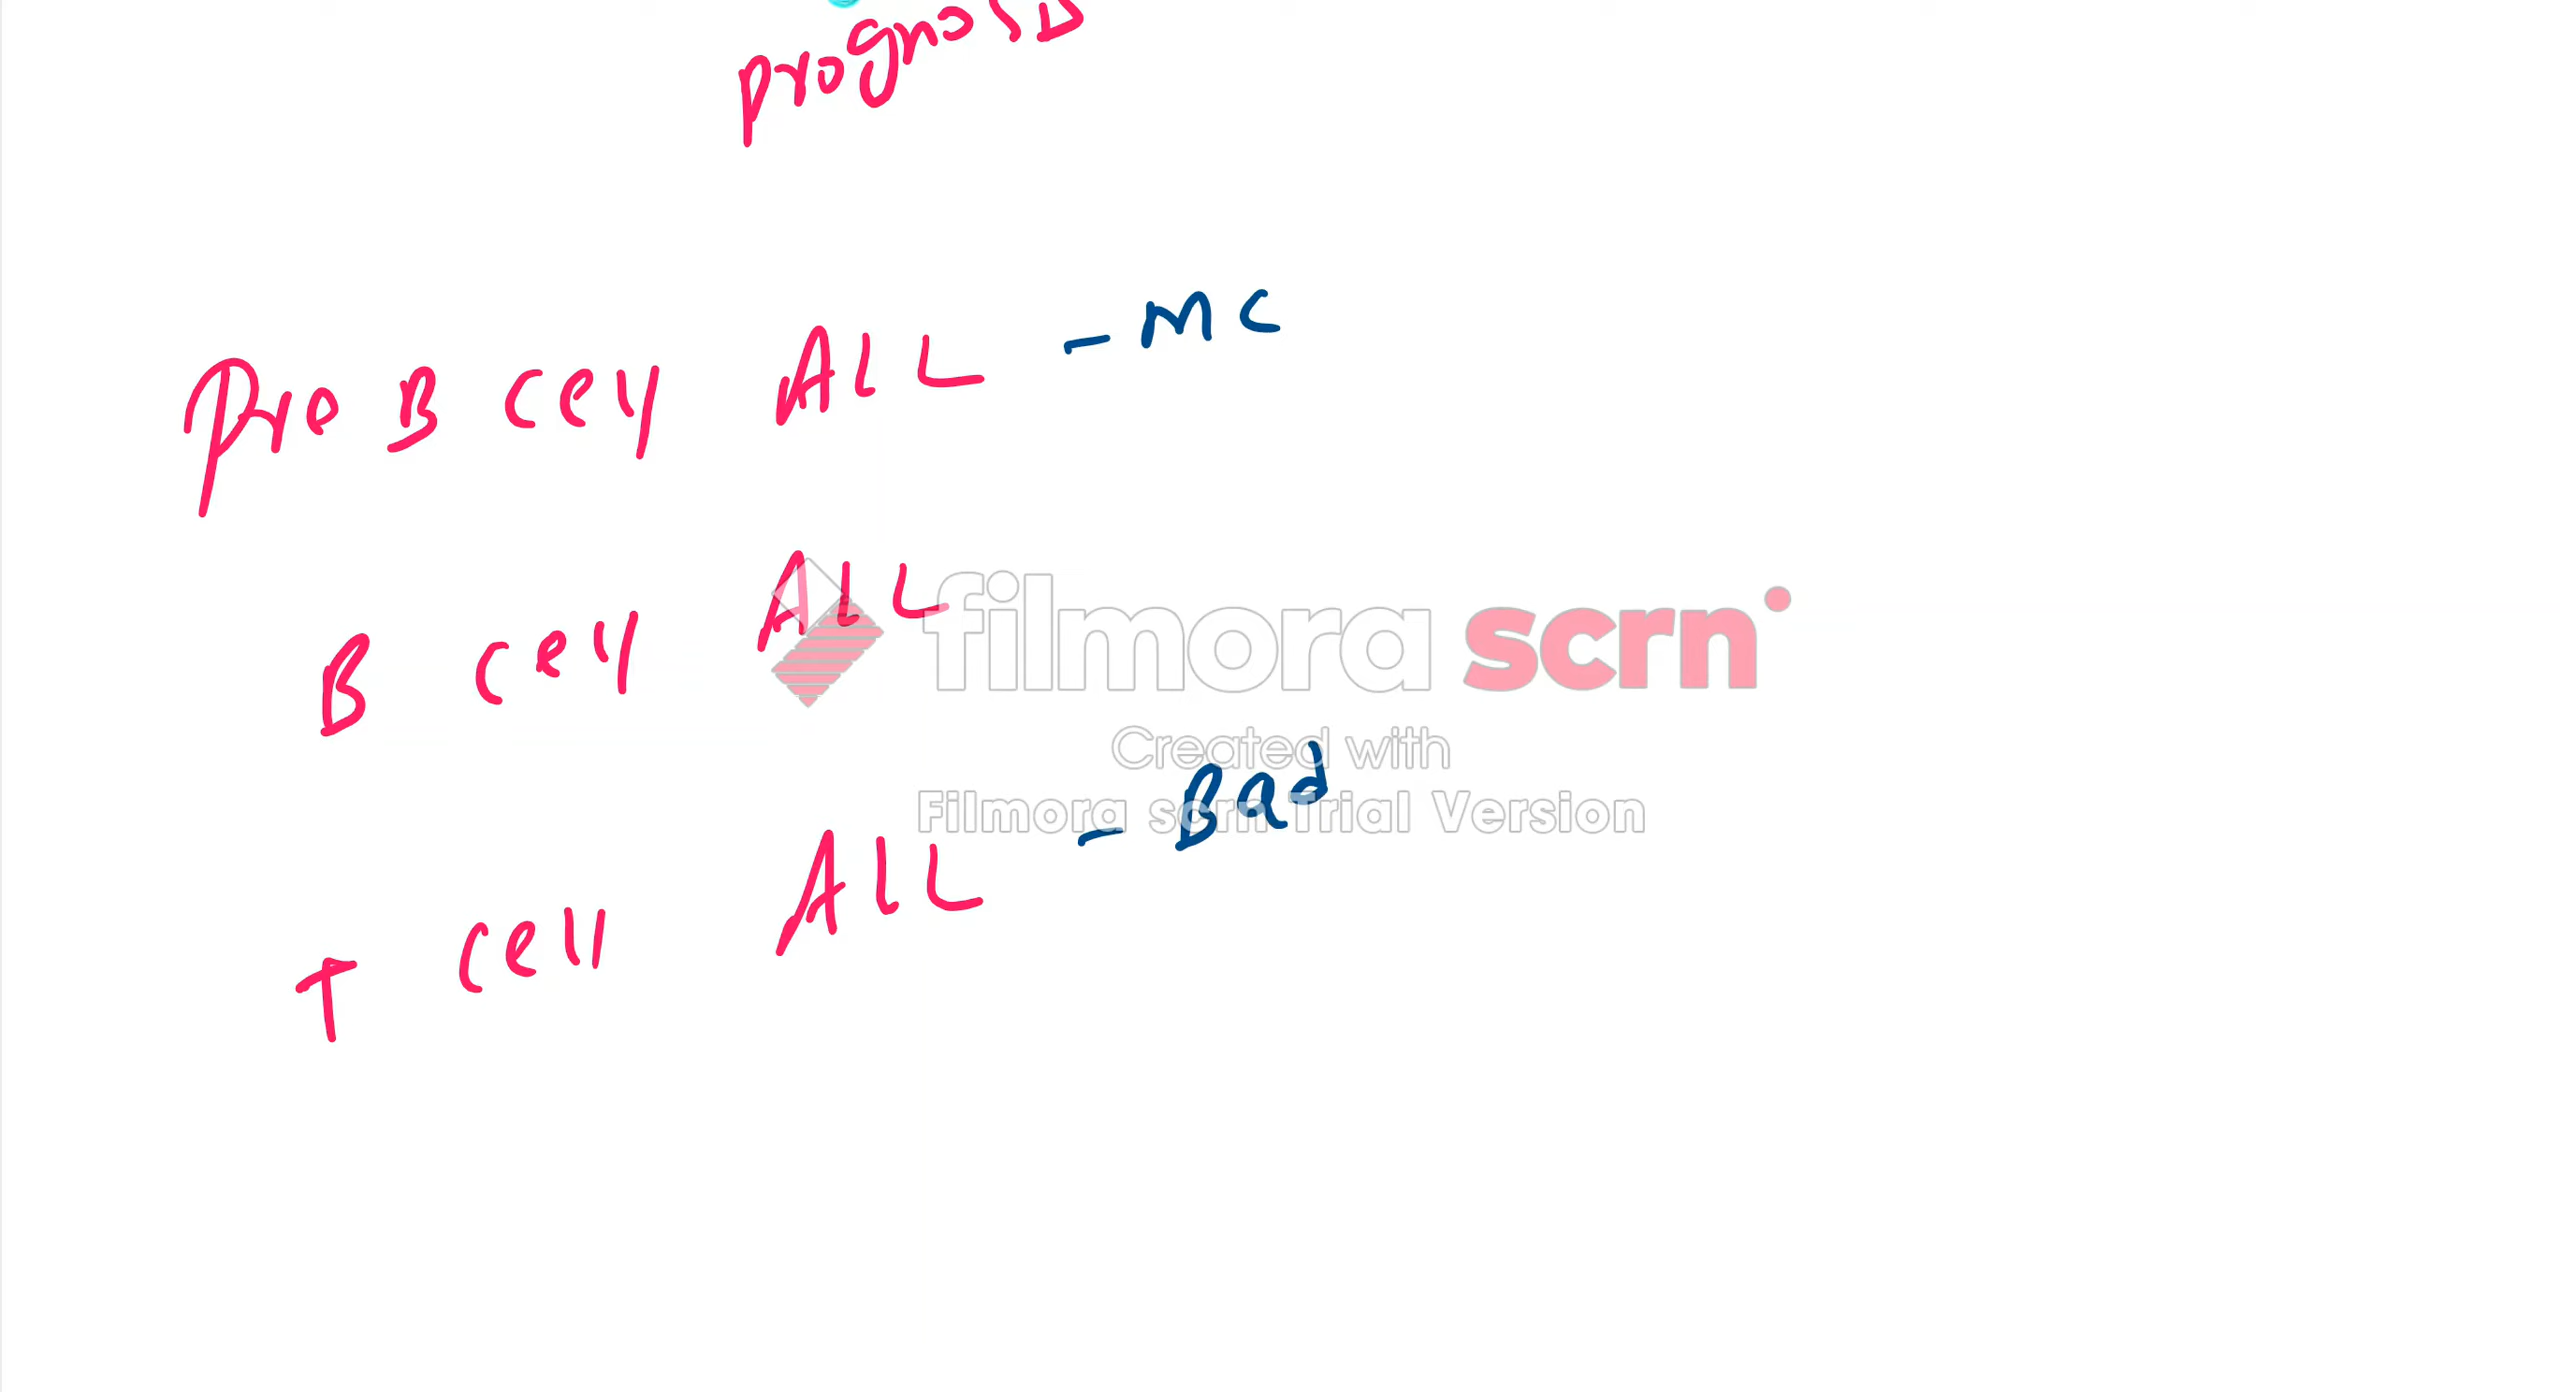 prognosis
Pre B cell ALL - MC
B cell ALL
filmora scrn
Created with
Filmora scrn Trial Version
T cell ALL - Bad